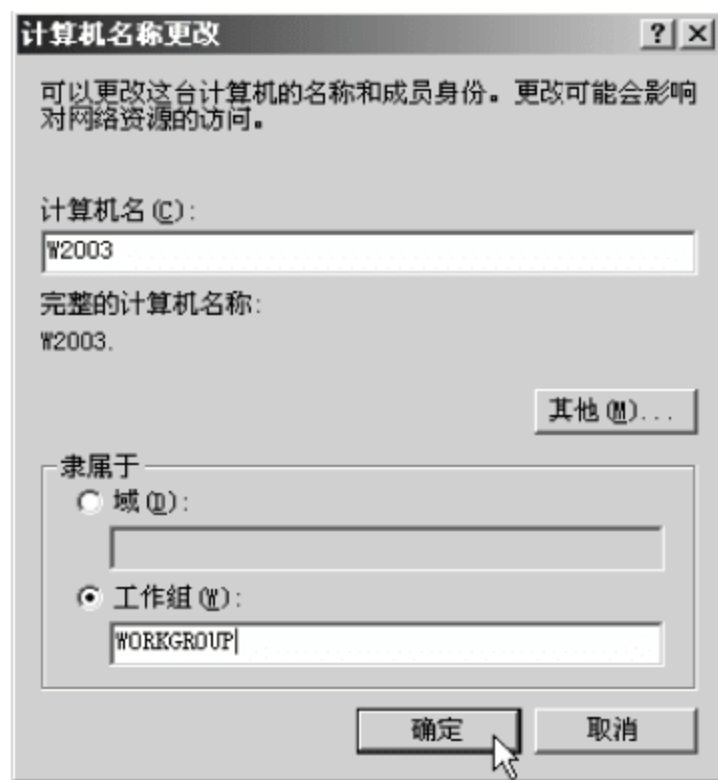 计算机名称更改
可以更改这台计算机的名称和成员身份。更改可能会影响
对网络资源的访问。
计算机名(C):
W2003
完整的计算机名称:
W2003.
其他(M)...
隶属于
域(D):
工作组(W):
WORKGROUP
确定
取消